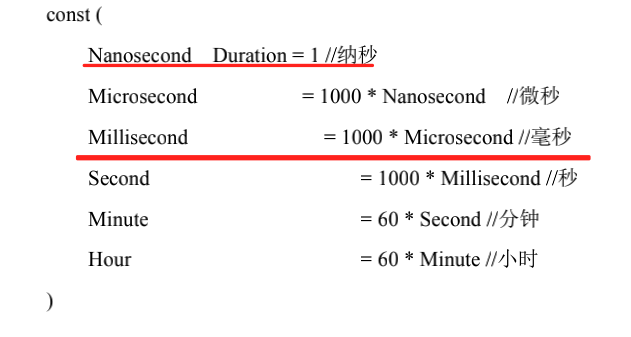 const (
Nanosecond Duration = 1 //纳秒
Microsecond = 1000 * Nanosecond //微秒
Millisecond = 1000 * Microsecond //毫秒
Second = 1000 * Millisecond //秒
Minute = 60 * Second //分钟
Hour = 60 * Minute //小时
)